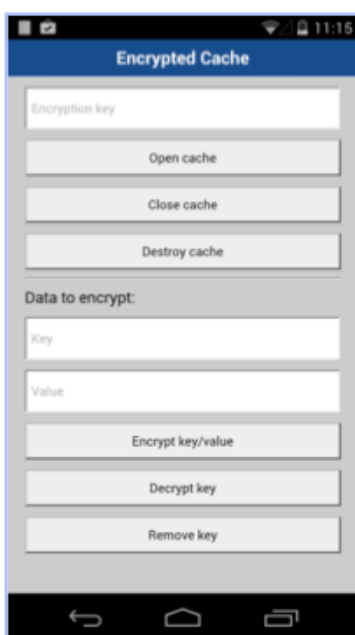 11:15
Encrypted Cache
Encryption key
Open cache
Close cache
Destroy cache
Data to encrypt:
Key
Value
Encrypt key/value
Decrypt key
Remove key